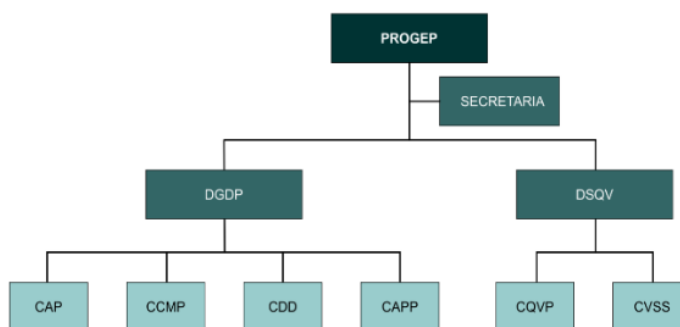 PROGEP
SECRETARIA
DGDP
DSQV
CAP
CCMP
CDD
CAPP
CQVP
CVSS